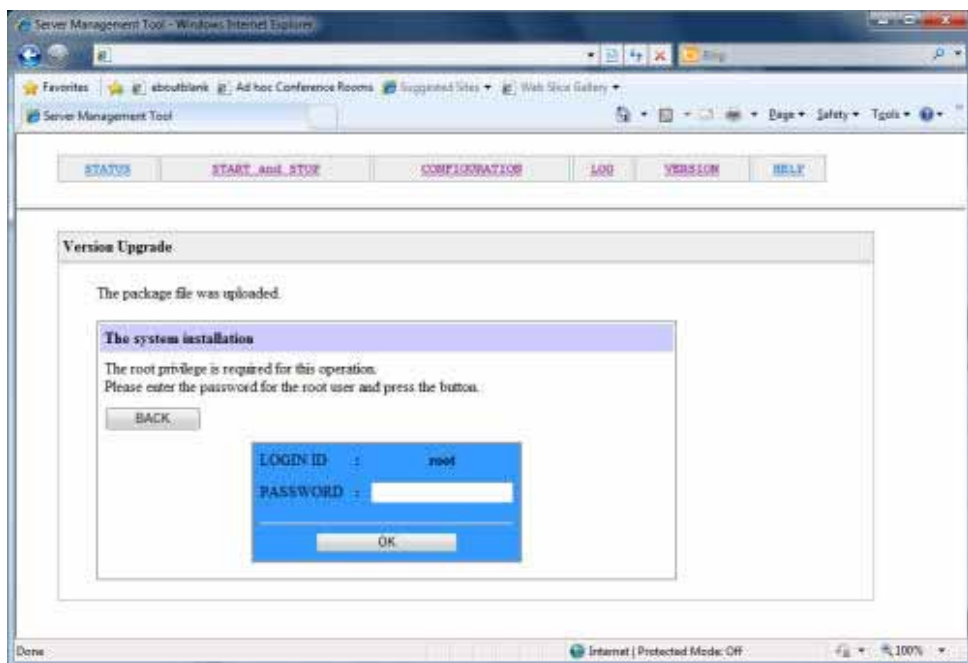 Server Management Tool - Windows Internet Explorer
Bing
Favorites about:blank Ad hoc Conference Rooms Suggested Sites Web Slice Gallery
Server Management Tool Page Safety Tools
STATUS START and STOP CONFIGURATION LOG VERSION HELP
Version Upgrade
The package file was uploaded.
The system installation
The root privilege is required for this operation.
Please enter the password for the root user and press the button.
BACK
LOGIN ID : root
PASSWORD :
OK
Done Internet | Protected Mode: Off 100%